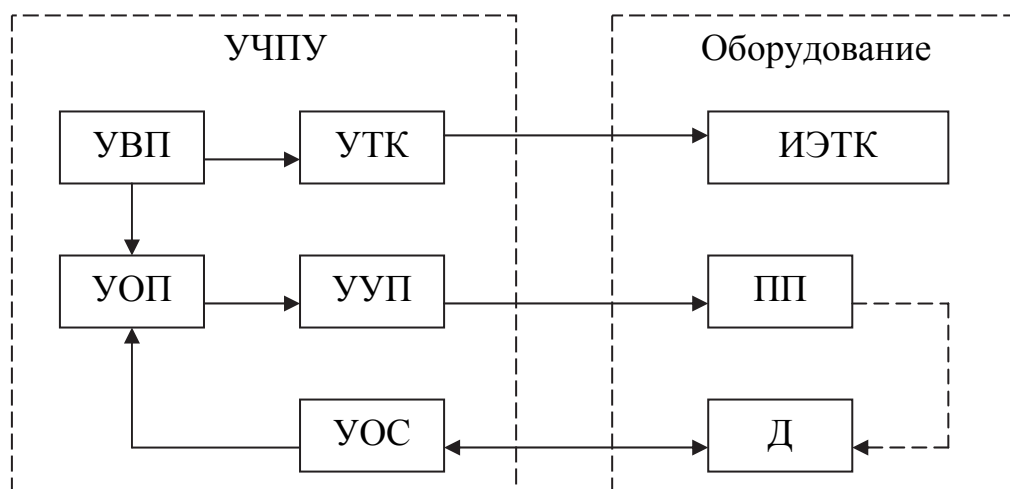 УЧПУ
Оборудование
УВП
УТК
ИЭТК
УОП
УУП
ПП
УОС
Д